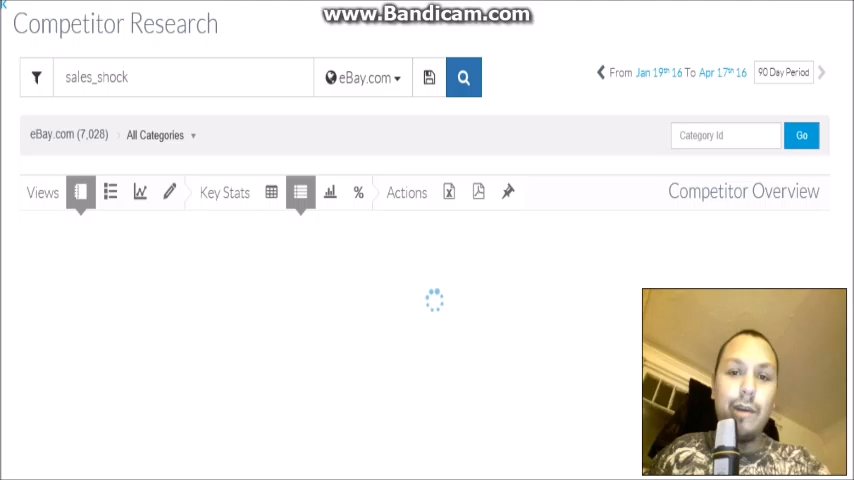 www.Bandicam.com
Competitor Research
sales_shock
eBay.com
From Jan 19th 16 To Apr 17th 16
90 Day Period
eBay.com (7,028)
All Categories
Category Id
Go
Views
Key Stats
%
Actions
Competitor Overview